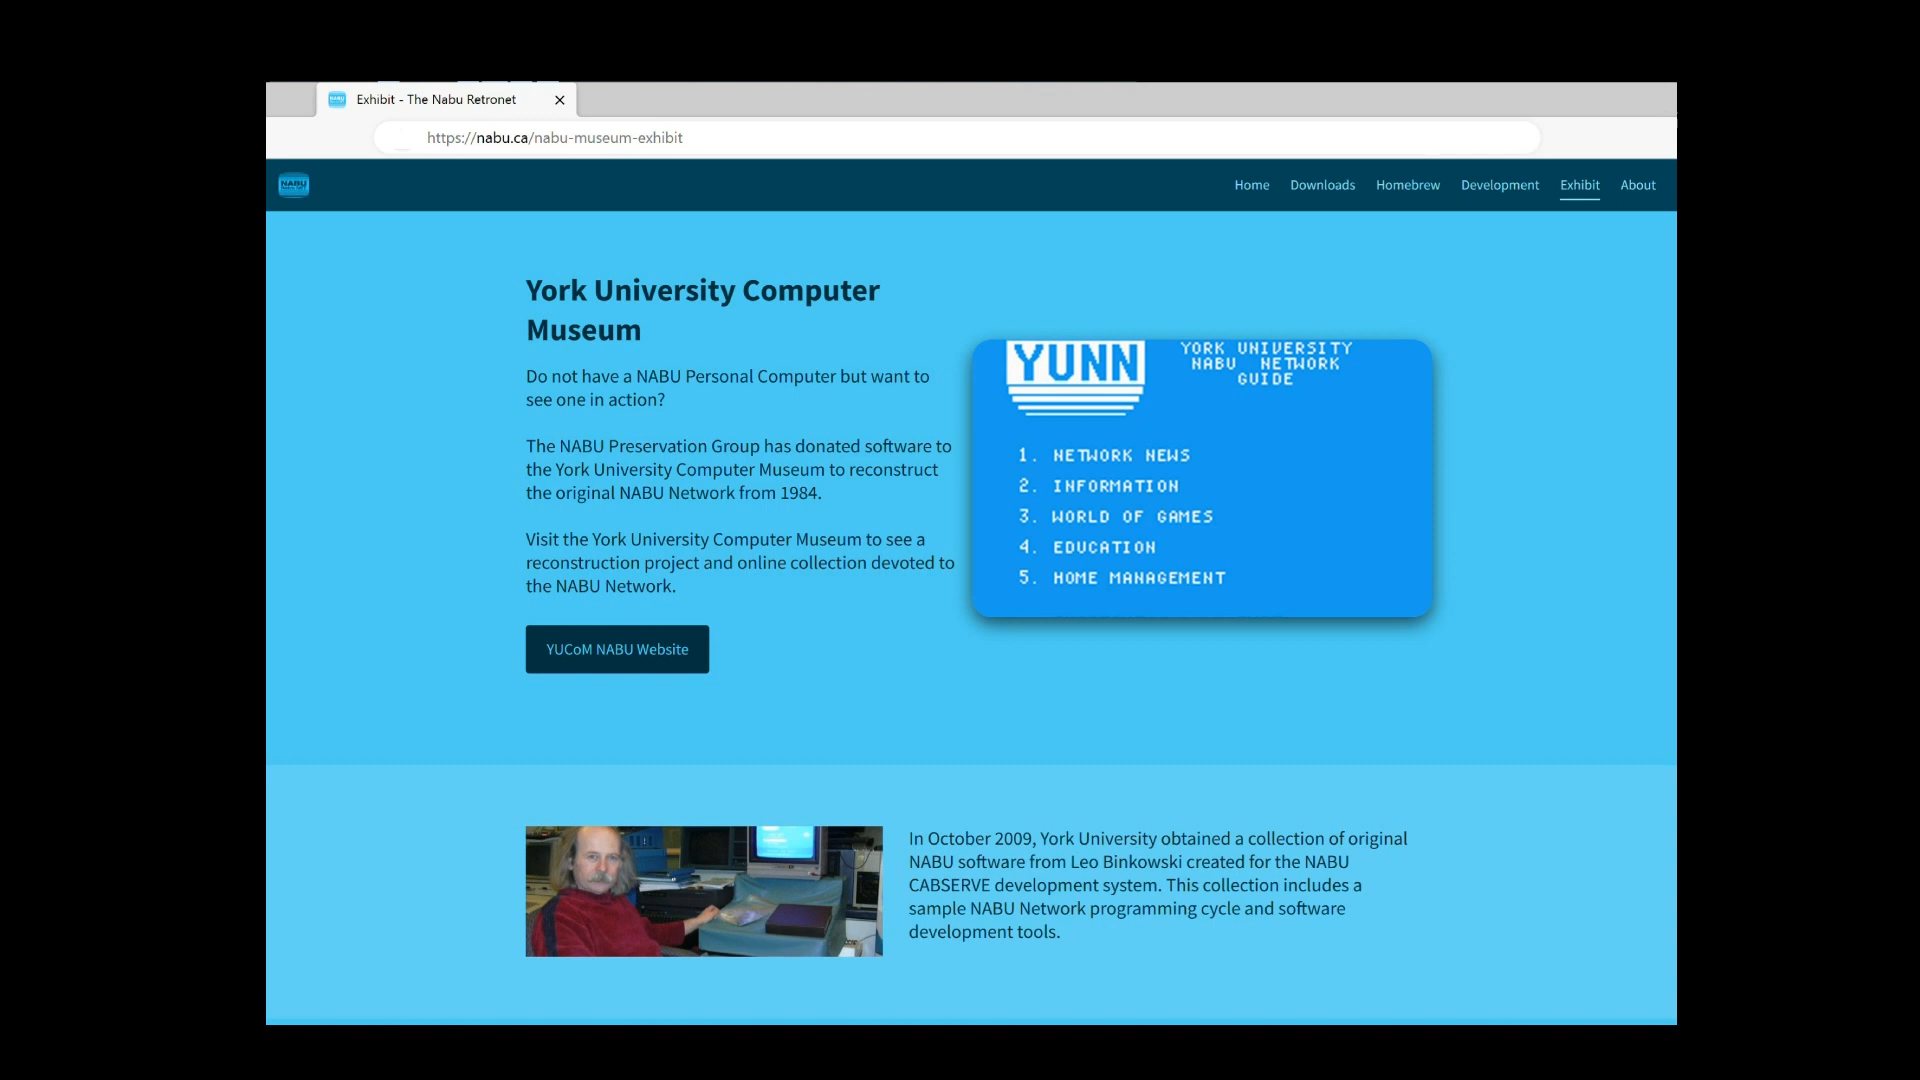 Exhibit - The Nabu Retronet
https://nabu.ca/nabu-museum-exhibit
NABU
Home Downloads Homebrew Development Exhibit About
York University Computer
Museum
Do not have a NABU Personal Computer but want to
see one in action?
The NABU Preservation Group has donated software to
the York University Computer Museum to reconstruct
the original NABU Network from 1984.
Visit the York University Computer Museum to see a
reconstruction project and online collection devoted to
the NABU Network.
YUCoM NABU Website
YUNN
YORK UNIVERSITY
NABU NETWORK
GUIDE
1. NETWORK NEWS
2. INFORMATION
3. WORLD OF GAMES
4. EDUCATION
5. HOME MANAGEMENT
In October 2009, York University obtained a collection of original
NABU software from Leo Binkowski created for the NABU
CABSERVE development system. This collection includes a
sample NABU Network programming cycle and software
development tools.